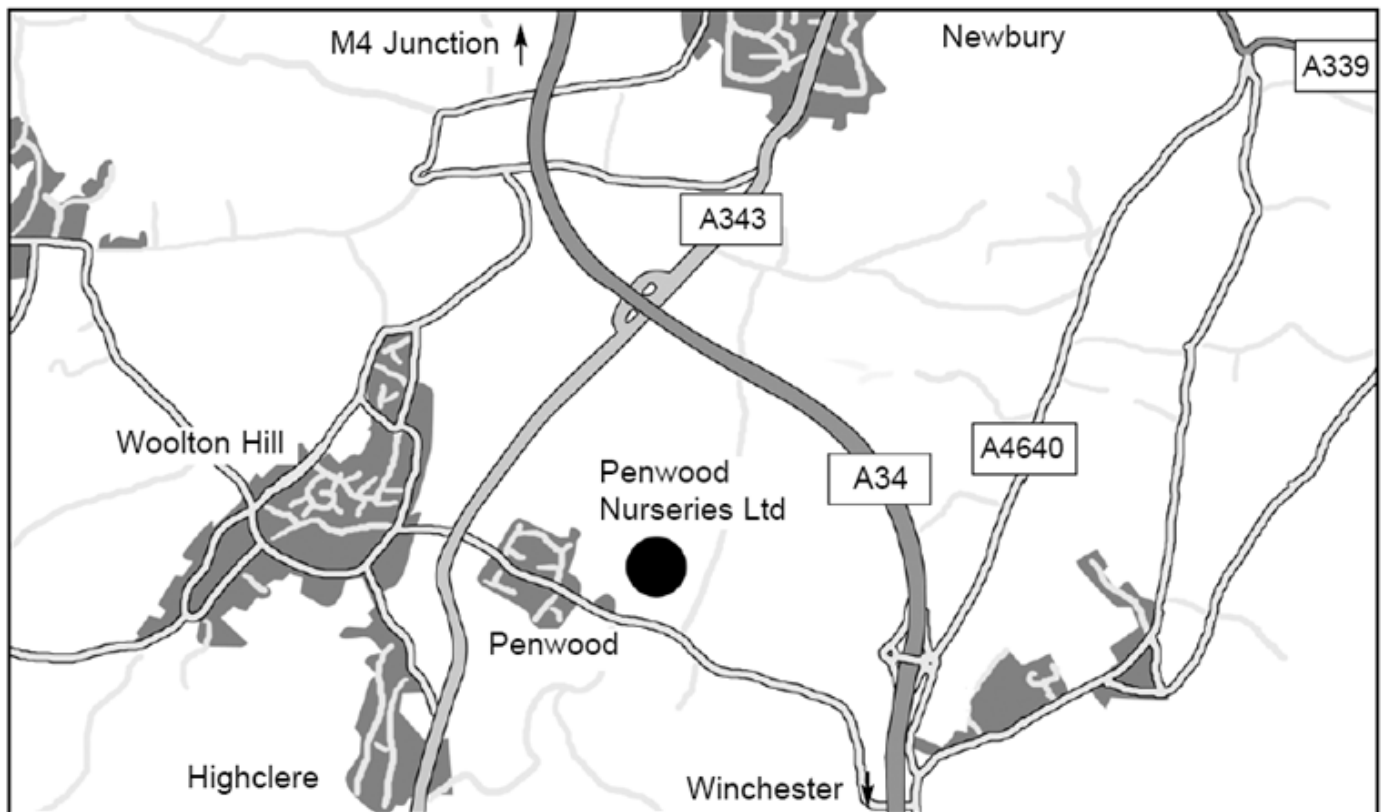 M4 Junction
Newbury
A339
A343
Woolton Hill
Penwood
Nurseries Ltd
A34
A4640
Penwood
Highclere
Winchester